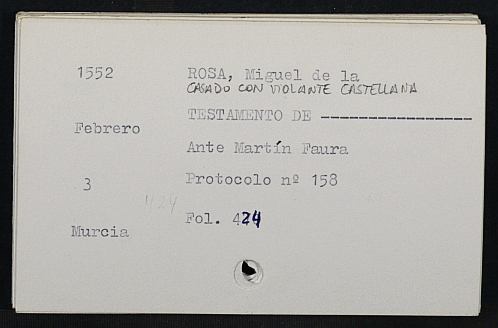 1552 ROSA, Miguel de la
CASADO CON VIOLANTE CASTELLANA
TESTAMENTO DE ----------------
Febrero
Ante Martín Faura
3 Protocolo nº 158
424
Fol. 424
Murcia